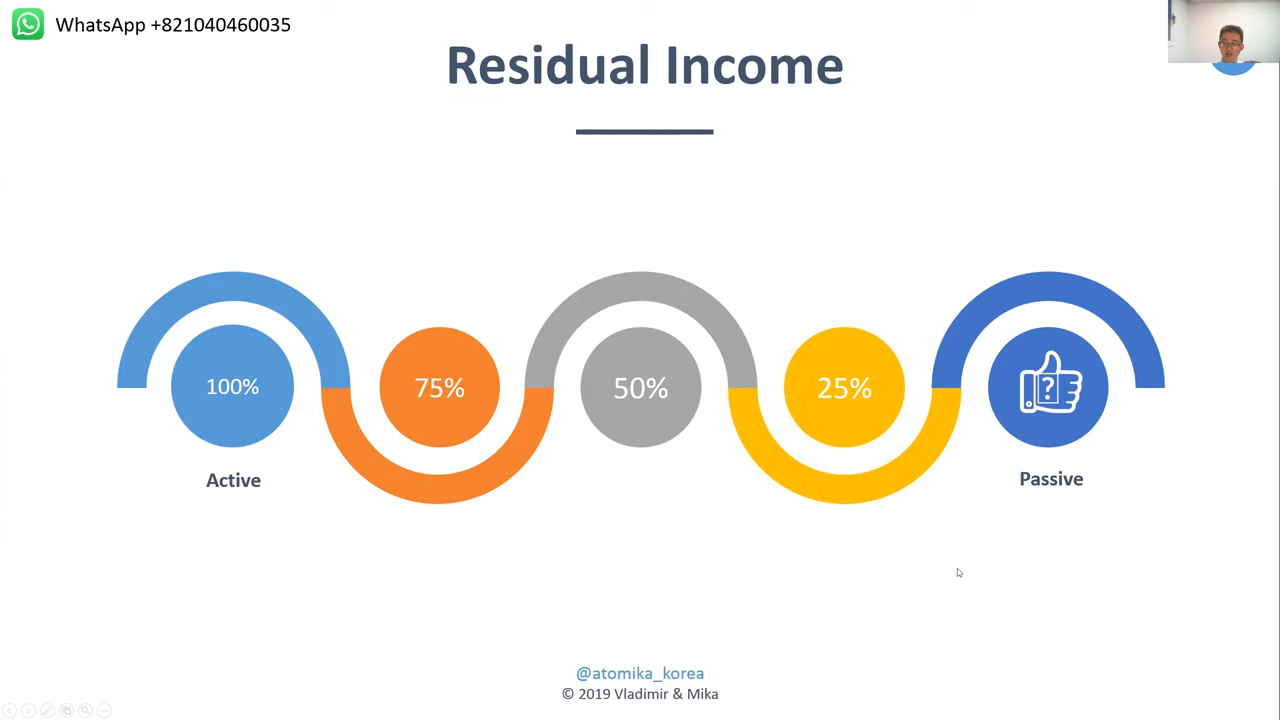 WhatsApp +821040460035
Residual Income
100%
75%
50%
25%
?
Active
Passive
@atomika_korea
© 2019 Vladimir & Mika